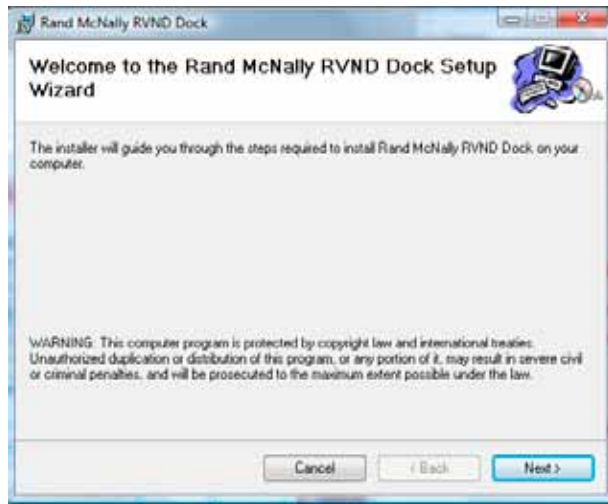 Rand McNally RVND Dock
Welcome to the Rand McNally RVND Dock Setup
Wizard
The installer will guide you through the steps required to install Rand McNally RVND Dock on your
computer.
WARNING: This computer program is protected by copyright law and international treaties.
Unauthorized duplication or distribution of this program, or any portion of it, may result in severe civil
or criminal penalties, and will be prosecuted to the maximum extent possible under the law.
Cancel
< Back
Next >